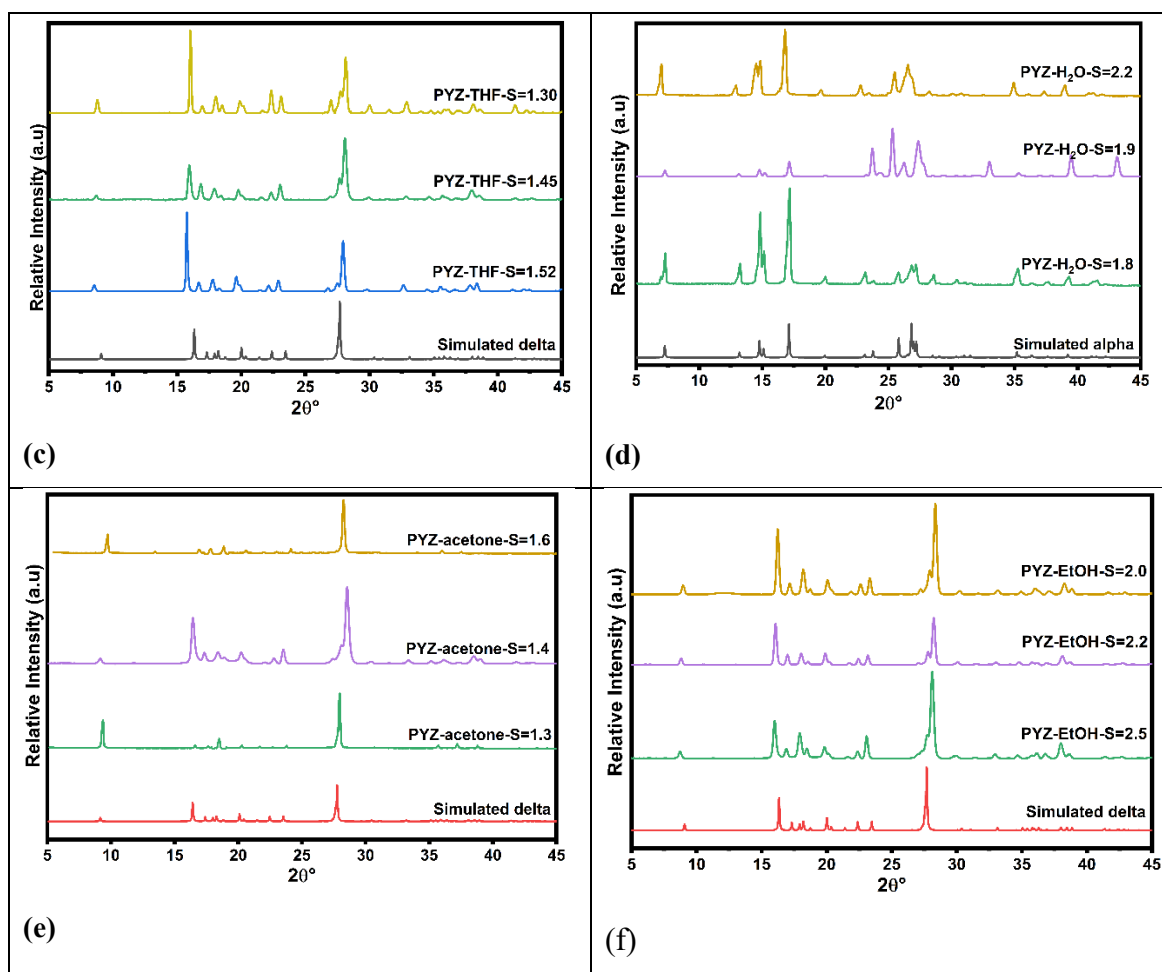 Relative Intensity (a.u)
PYZ-THF-S=1.30
PYZ-THF-S=1.45
PYZ-THF-S=1.52
Simulated delta
5 10 15 20 25 30 35 40 45
2θ°
(c)
Relative Intensity (a.u)
PYZ-H₂O-S=2.2
PYZ-H₂O-S=1.9
PYZ-H₂O-S=1.8
Simulated alpha
5 10 15 20 25 30 35 40 45
20°
(d)
Relative Intensity (a.u)
PYZ-acetone-S=1.6
PYZ-acetone-S=1.4
PYZ-acetone-S=1.3
Simulated delta
5 10 15 20 25 30 35 40 45
2θ°
(e)
Relative Intensity (a.u)
PYZ-EtOH-S=2.0
PYZ-EtOH-S=2.2
PYZ-EtOH-S=2.5
Simulated delta
5 10 15 20 25 30 35 40 45
2θ°
(f)